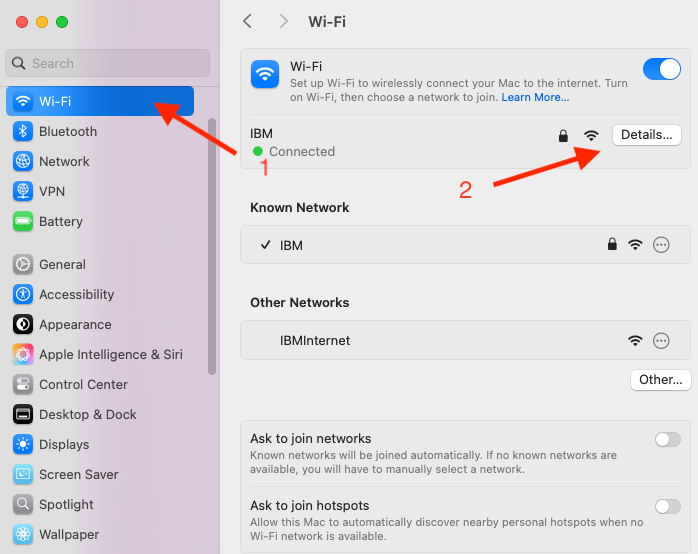 Wi-Fi
Search
Wi-Fi
Bluetooth
Network
VPN
Battery
General
Accessibility
Appearance
Apple Intelligence & Siri
Control Center
Desktop & Dock
Displays
Screen Saver
Spotlight
Wallpaper
1
Wi-Fi
Set up Wi-Fi to wirelessly connect your Mac to the internet. Turn
on Wi-Fi, then choose a network to join. Learn More...
IBM
Details...
Connected
2
Known Network
IBM
Other Networks
IBMInternet
Other...
Ask to join networks
Known networks will be joined automatically. If no known networks are
available, you will have to manually select a network.
Ask to join hotspots
Allow this Mac to automatically discover nearby personal hotspots when no
Wi-Fi network is available.